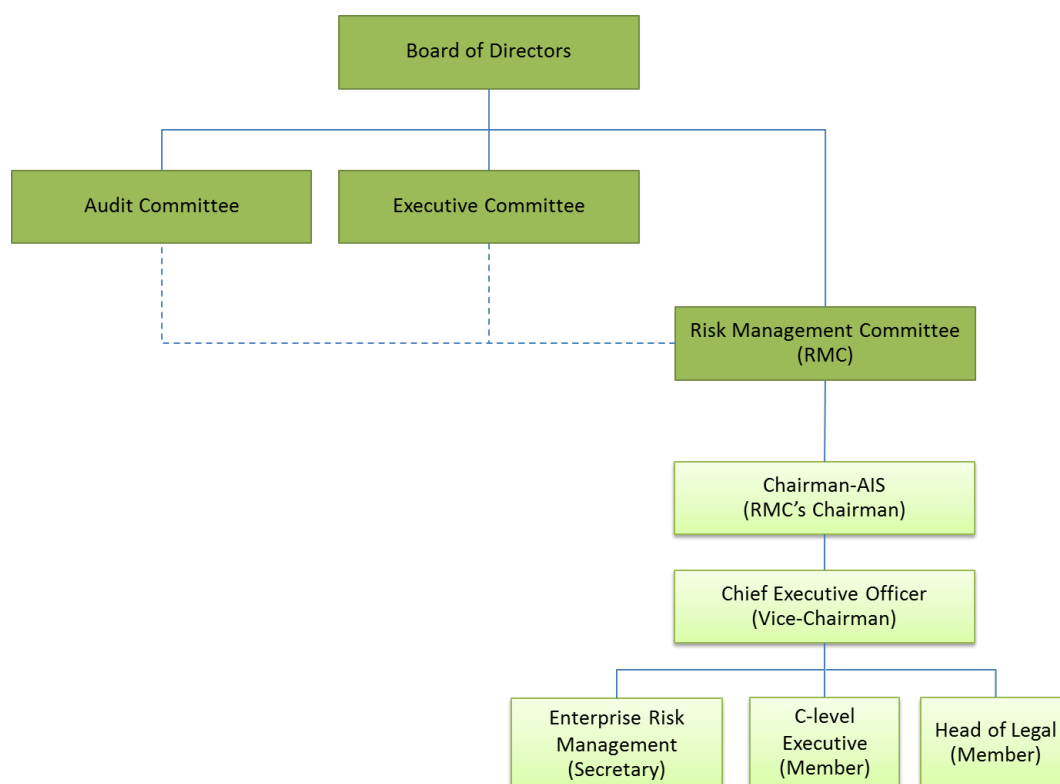 Board of Directors
Audit Committee
Executive Committee
Risk Management Committee
(RMC)
Chairman-AIS
(RMC's Chairman)
Chief Executive Officer
(Vice-Chairman)
Enterprise Risk
Management
(Secretary)
C-level
Executive
(Member)
Head of Legal
(Member)